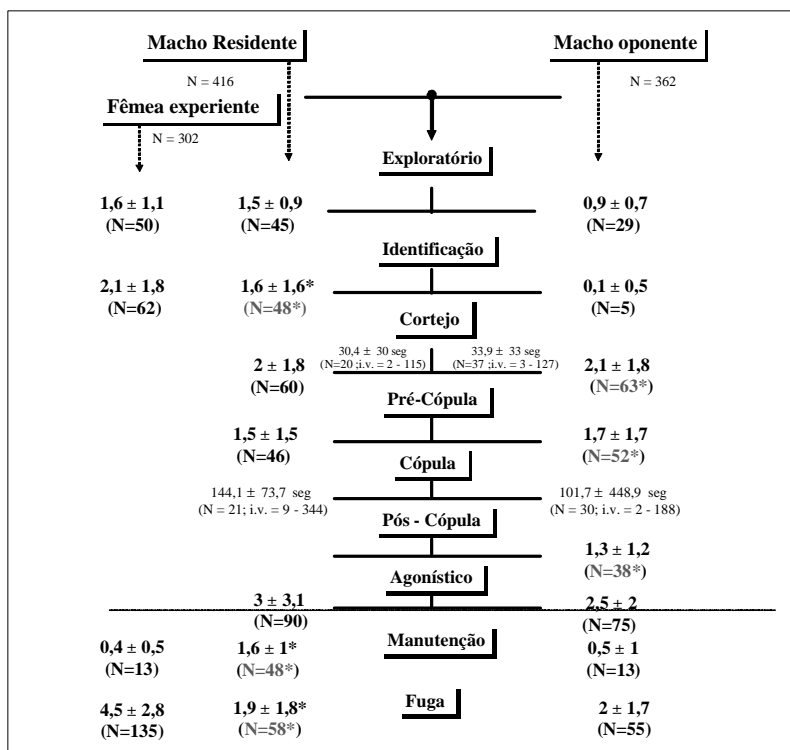 Macho Residente
Macho oponente
N = 416
N = 362
Fêmea experiente
N = 302
Exploratório
1,6 ± 1,1
1,5 ± 0,9
0,9 ± 0,7
(N=50)
(N=45)
(N=29)
Identificação
2,1 ± 1,8
1,6 ± 1,6*
0,1 ± 0,5
(N=62)
(N=48*)
(N=5)
Cortejo
30,4 ± 30 seg
33,9 ± 33 seg
(N=20 ;i.v. = 2 - 115)
(N=37 ;i.v. = 3 - 127)
2 ± 1,8
2,1 ± 1,8
(N=60)
(N=63*)
Pré-Cópula
1,5 ± 1,5
1,7 ± 1,7
(N=46)
(N=52*)
Cópula
144,1 ± 73,7 seg
101,7 ± 448,9 seg
(N = 21; i.v. = 9 - 344)
(N = 30; i.v. = 2 - 188)
Pós - Cópula
1,3 ± 1,2
(N=38*)
Agonístico
3 ± 3,1
2,5 ± 2
(N=90)
(N=75)
Manutenção
0,4 ± 0,5
1,6 ± 1*
0,5 ± 1
(N=13)
(N=48*)
(N=13)
Fuga
4,5 ± 2,8
1,9 ± 1,8*
2 ± 1,7
(N=135)
(N=58*)
(N=55)